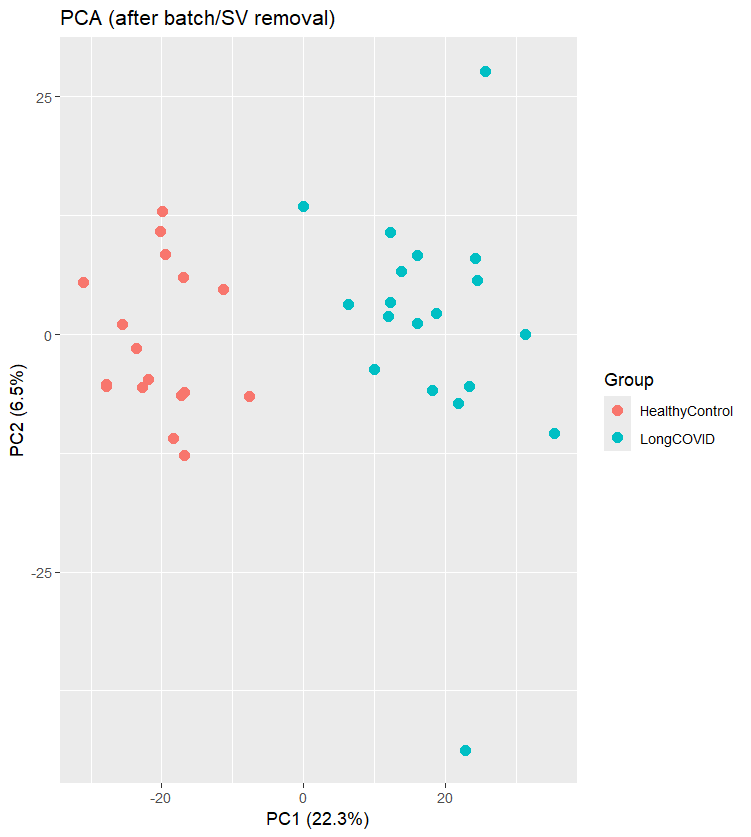 PCA (after batch/SV removal)
25
0
-25
PC2 (6.5%)
-20
0
20
PC1 (22.3%)
Group
HealthyControl
LongCOVID